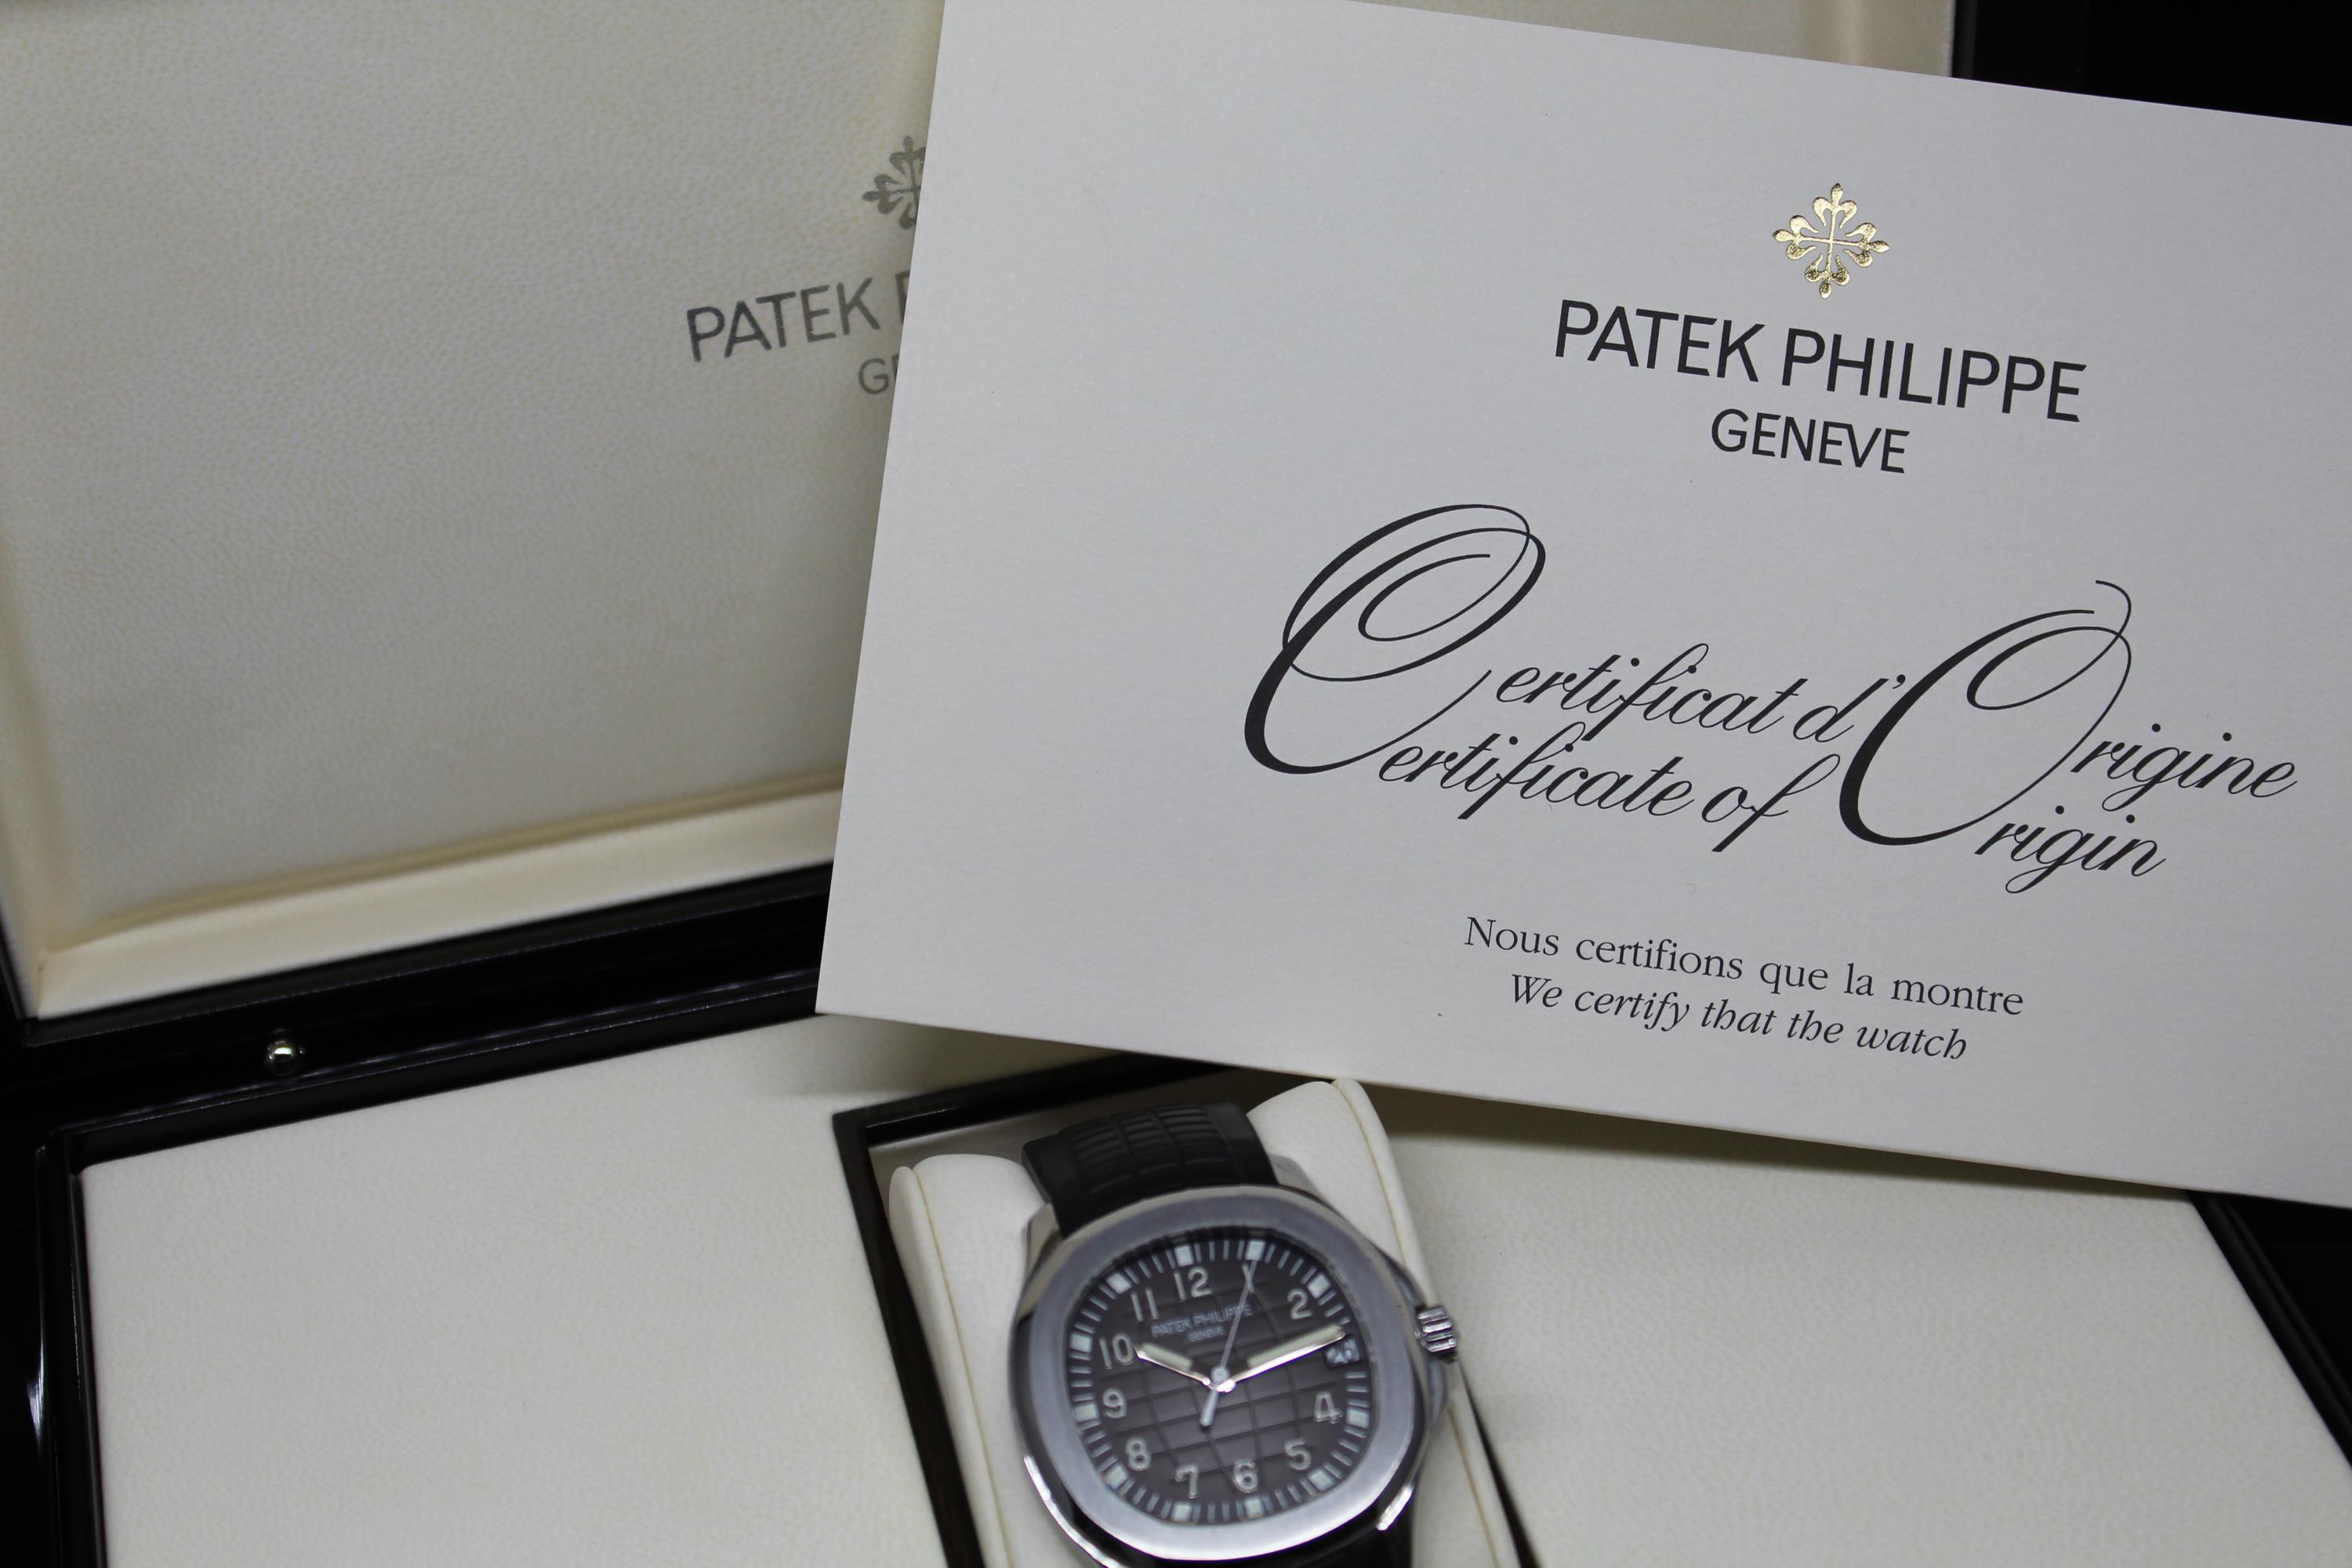 PATEK
GE
PATEK PHILIPPE
GENEVE
Certificat d'Origine
Certificate of Origin
Nous certifions que la montre
We certify that the watch
12
11
2
PATEK PHILIPPE
GENEVE
10
28
9
4
8
5
7
6